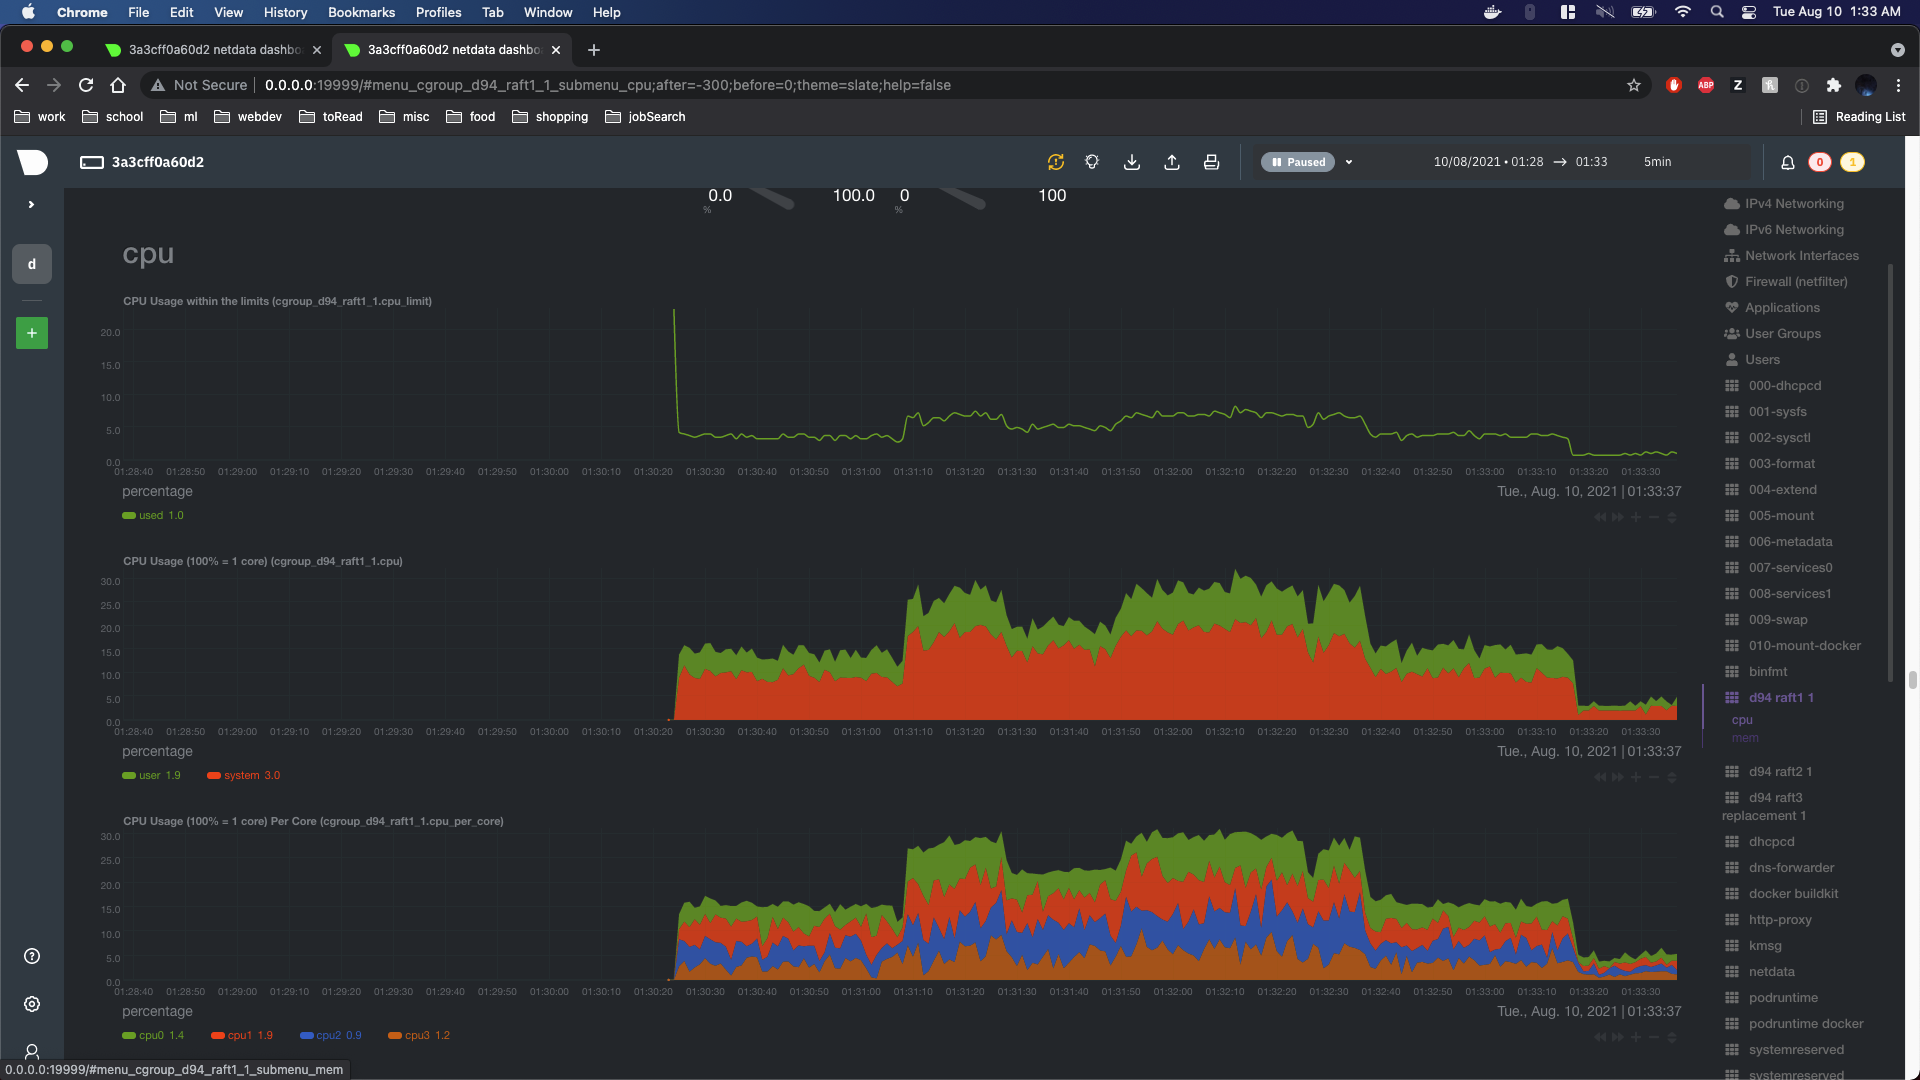 Chrome File Edit View History Bookmarks Profiles Tab Window Help Tue Aug 10 1:33 AM
3a3cff0a60d2 netdata dashbo 3a3cff0a60d2 netdata dashbo
Not Secure 0.0.0.0:19999/#menu_cgroup_d94_raft1_1_submenu_cpu;after=-300;before=0;theme=slate;help=false ABP Z
work school ml webdev toRead misc food shopping jobSearch Reading List
3a3cff0a60d2 Paused 10/08/2021 • 01:28 → 01:33 5min 0 1
d
+
0.0 100.0 0 100
% %
cpu
CPU Usage within the limits (cgroup_d94_raft1_1.cpu_limit)
20.0
15.0
10.0
5.0
0.0
01:28:40 01:28:50 01:29:00 01:29:10 01:29:20 01:29:30 01:29:40 01:29:50 01:30:00 01:30:10 01:30:20 01:30:30 01:30:40 01:30:50 01:31:00 01:31:10 01:31:20 01:31:30 01:31:40 01:31:50 01:32:00 01:32:10 01:32:20 01:32:30 01:32:40 01:32:50 01:33:00 01:33:10 01:33:20 01:33:30
percentage Tue., Aug. 10, 2021 | 01:33:37
used 1.0
CPU Usage (100% = 1 core) (cgroup_d94_raft1_1.cpu)
30.0
25.0
20.0
15.0
10.0
5.0
0.0
01:28:40 01:28:50 01:29:00 01:29:10 01:29:20 01:29:30 01:29:40 01:29:50 01:30:00 01:30:10 01:30:20 01:30:30 01:30:40 01:30:50 01:31:00 01:31:10 01:31:20 01:31:30 01:31:40 01:31:50 01:32:00 01:32:10 01:32:20 01:32:30 01:32:40 01:32:50 01:33:00 01:33:10 01:33:20 01:33:30
percentage Tue., Aug. 10, 2021 | 01:33:37
user 1.9 system 3.0
CPU Usage (100% = 1 core) Per Core (cgroup_d94_raft1_1.cpu_per_core)
30.0
25.0
20.0
15.0
10.0
5.0
0.0
01:28:40 01:28:50 01:29:00 01:29:10 01:29:20 01:29:30 01:29:40 01:29:50 01:30:00 01:30:10 01:30:20 01:30:30 01:30:40 01:30:50 01:31:00 01:31:10 01:31:20 01:31:30 01:31:40 01:31:50 01:32:00 01:32:10 01:32:20 01:32:30 01:32:40 01:32:50 01:33:00 01:33:10 01:33:20 01:33:30
percentage Tue., Aug. 10, 2021 | 01:33:37
cpu0 1.4 cpu1 1.9 cpu2 0.9 cpu3 1.2
IPv4 Networking
IPv6 Networking
Network Interfaces
Firewall (netfilter)
Applications
User Groups
Users
000-dhcpcd
001-sysfs
002-sysctl
003-format
004-extend
005-mount
006-metadata
007-services0
008-services1
009-swap
010-mount-docker
binfmt
d94 raft1 1
cpu
mem
d94 raft2 1
d94 raft3
replacement 1
dhcpcd
dns-forwarder
docker buildkit
http-proxy
kmsg
netdata
podruntime
podruntime docker
systemreserved
systemreserved
0.0.0.0:19999/#menu_cgroup_d94_raft1_1_submenu_mem